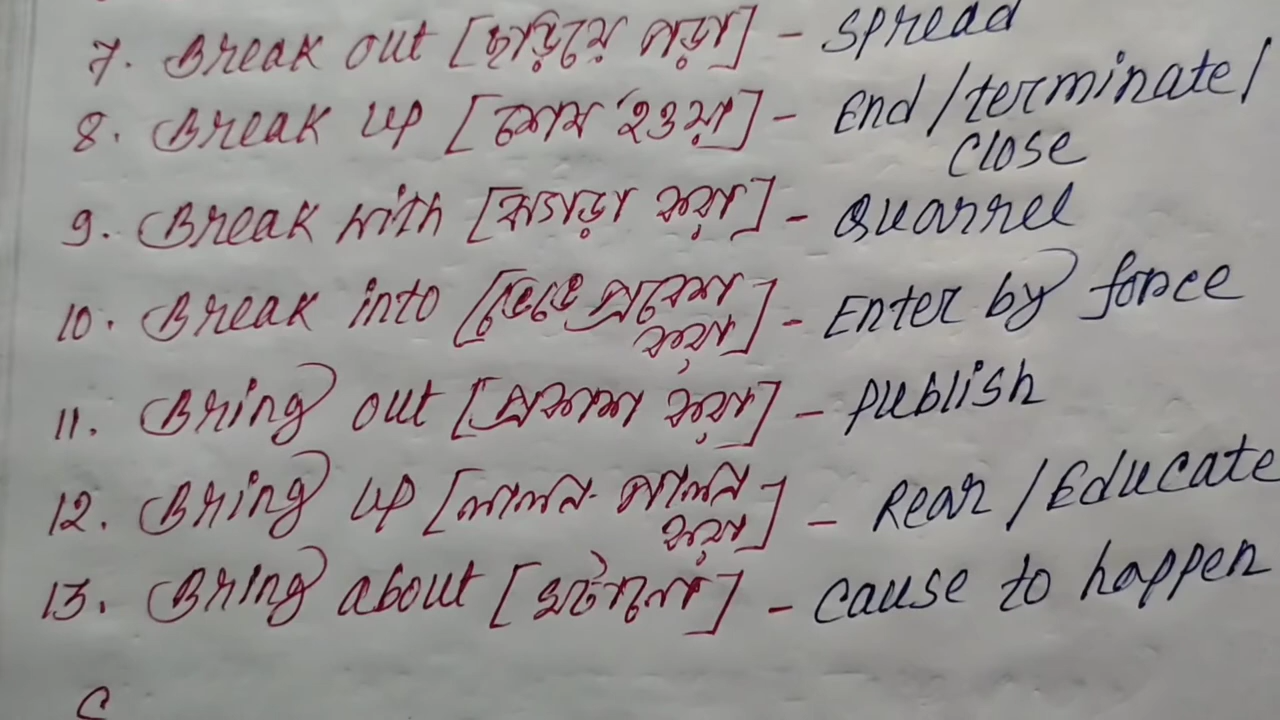 7. Break out [ছড়িয়ে পড়া] - Spread
8. Break up [শেষ হওয়া] - End/terminate/
Close
9. Break with [ঝগড়া করা] - Quarrel
10. Break into [ভেঙে প্রবেশ
করা] - Enter by force
11. Bring out [প্রকাশ করা] - publish
12. Bring up [লালন-পালন
করা] - Rear/Educate
13. Bring about [ঘটানো] - cause to happen